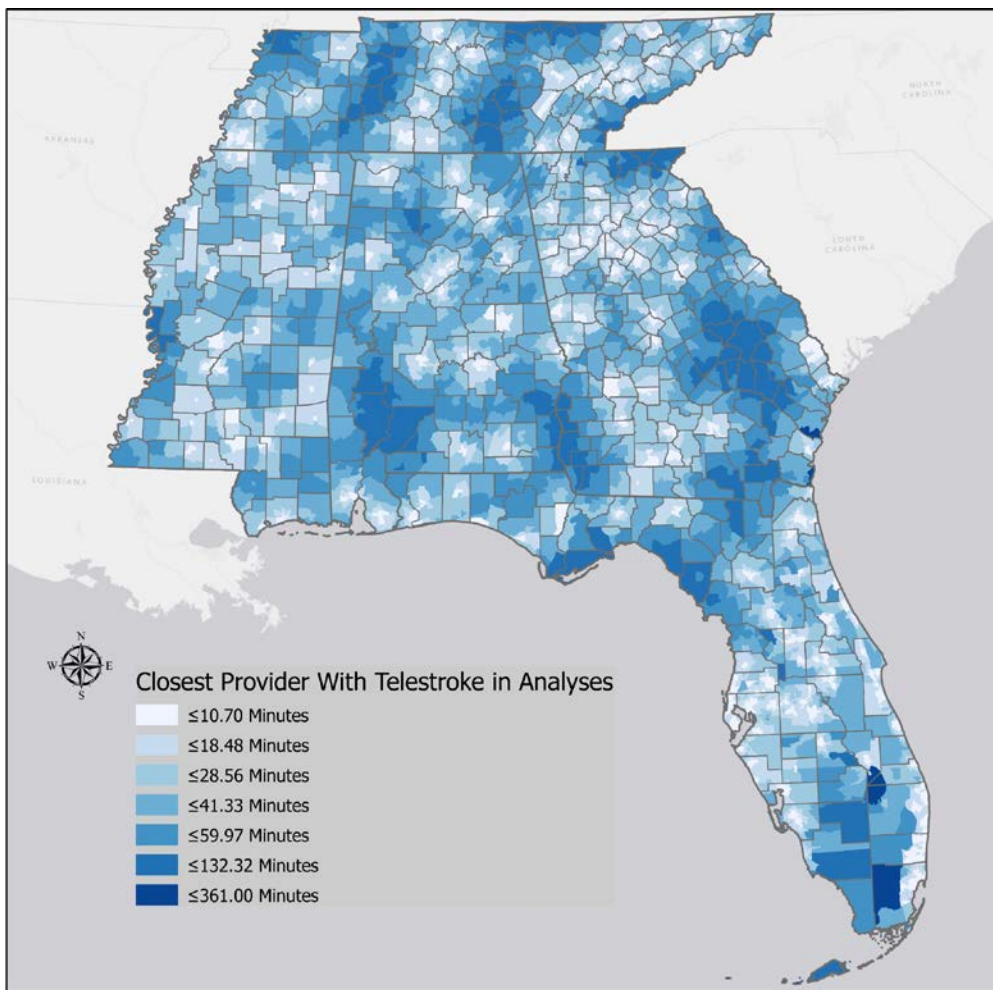 NORTH
CAROLINA
ARKANSAS
SOUTH
CAROLINA
LOUISIANA
N
W E
S
Closest Provider With Telestroke in Analyses
≤10.70 Minutes
≤18.48 Minutes
≤28.56 Minutes
≤41.33 Minutes
≤59.97 Minutes
≤132.32 Minutes
≤361.00 Minutes